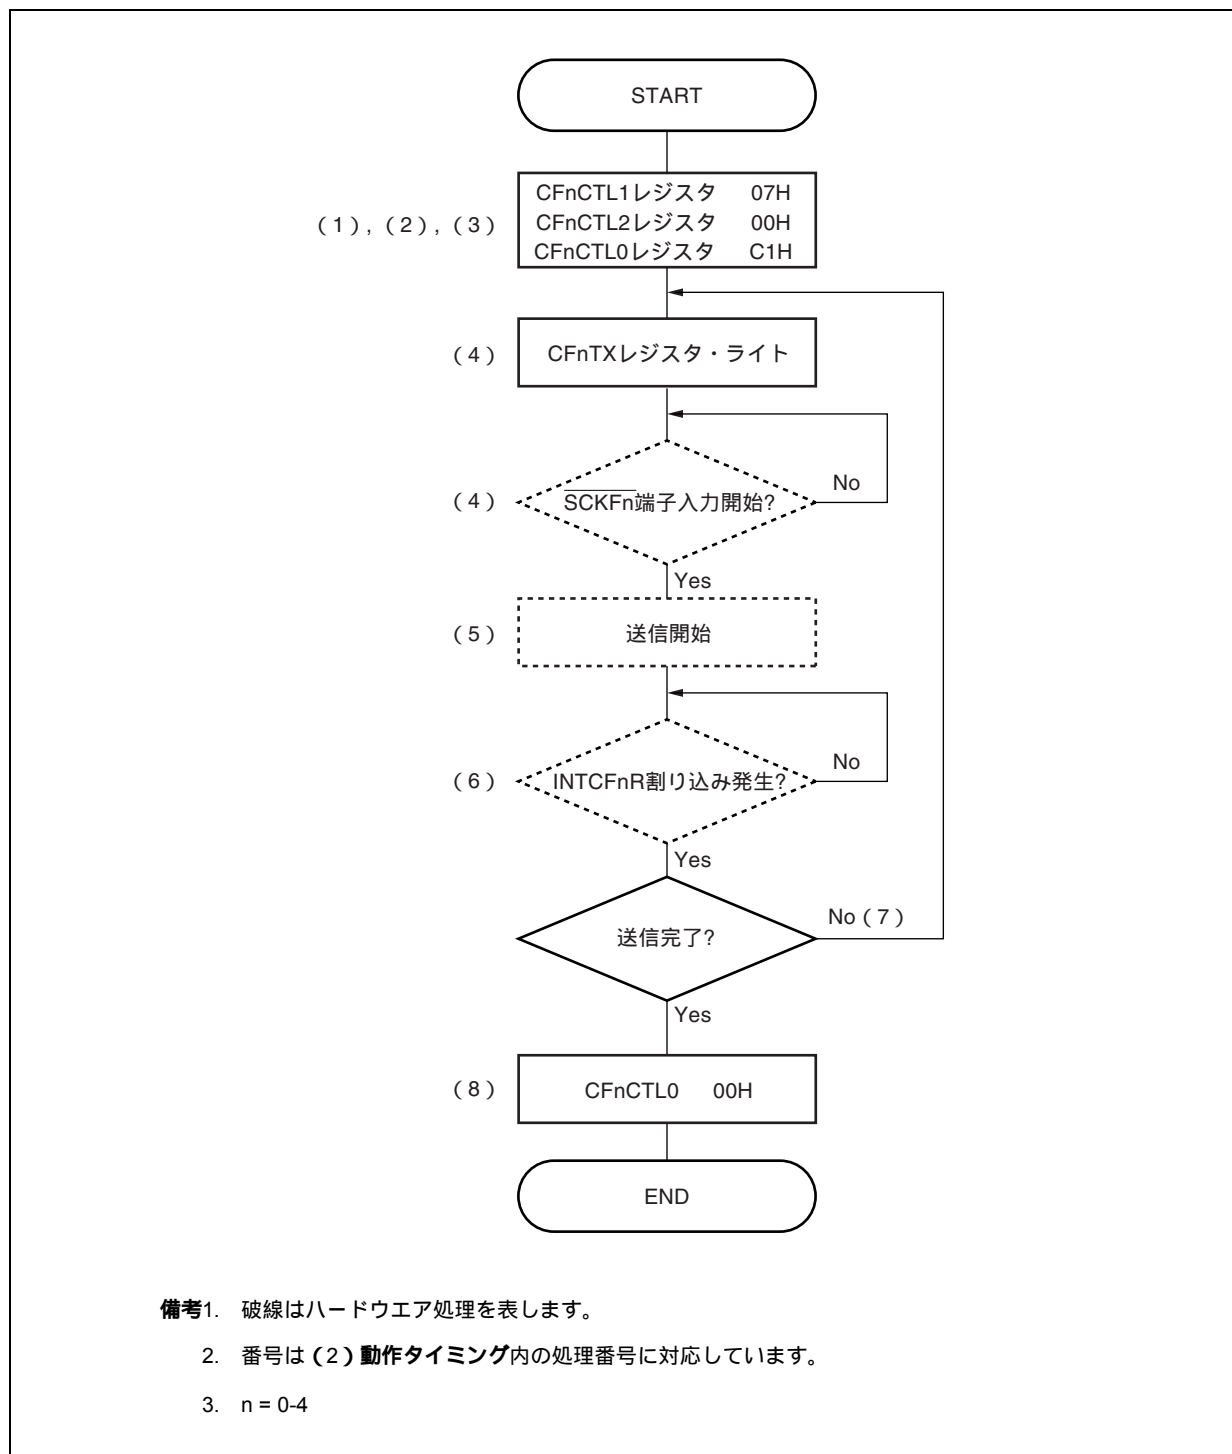 START
CFnCTL1レジスタ 07H
(1),(2),(3) CFnCTL2レジスタ 00H
CFnCTL0レジスタ C1H
(4) CFnTXレジスタ・ライト
(4) SCKFn端子入力開始? No
Yes
(5) 送信開始
(6) INTCFnR割り込み発生? No
Yes
送信完了? No(7)
Yes
(8) CFnCTL0 00H
END
備考1. 破線はハードウエア処理を表します。
2. 番号は(2)動作タイミング内の処理番号に対応しています。
3. n = 0-4